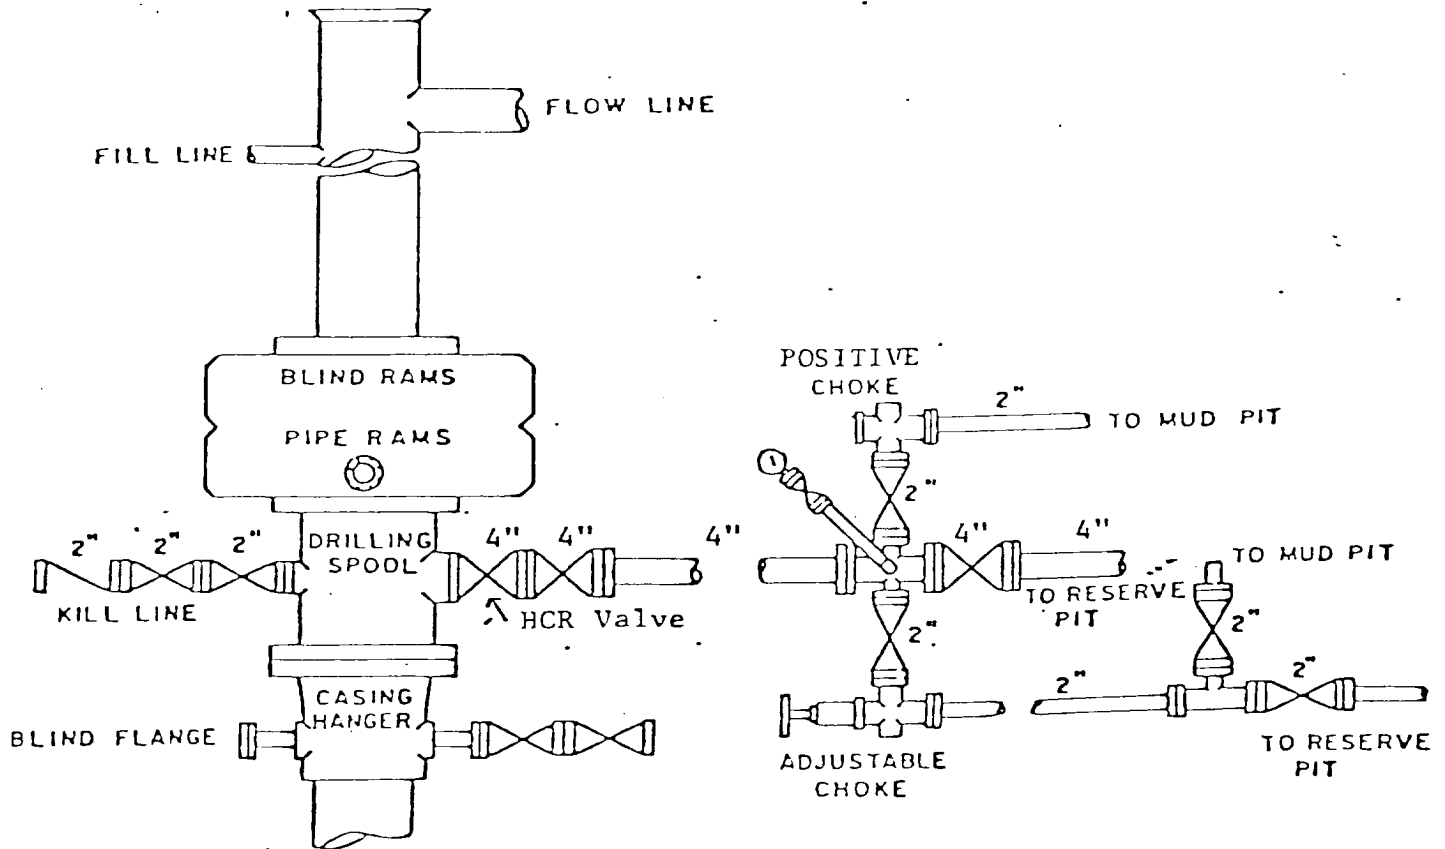 FLOW LINE
FILL LINE
BLIND RAMS
PIPE RAMS
POSITIVE
CHOKE
2"
TO MUD PIT
2"
2"
2"
2"
DRILLING
SPOOL
4"
4"
4"
4"
4"
TO MUD PIT
KILL LINE
HCR Valve
TO RESERVE
PIT
2"
2"
2"
2"
CASING
HANGER
BLIND FLANGE
ADJUSTABLE
CHOKE
TO RESERVE
PIT